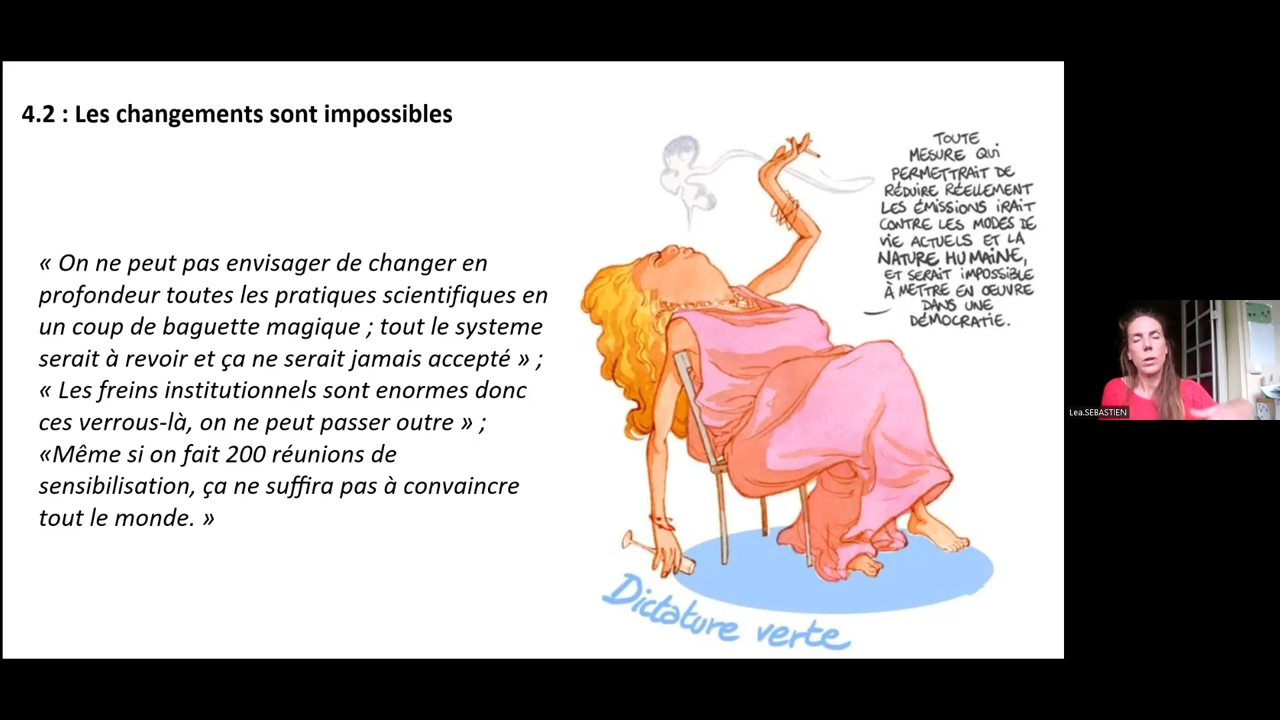 4.2 : Les changements sont impossibles
« On ne peut pas envisager de changer en
profondeur toutes les pratiques scientifiques en
un coup de baguette magique ; tout le systeme
serait à revoir et ça ne serait jamais accepté » ;
« Les freins institutionnels sont enormes donc
ces verrous-là, on ne peut passer outre » ;
«Même si on fait 200 réunions de
sensibilisation, ça ne suffira pas à convaincre
tout le monde. »
TOUTE
MESURE QUi
PERMETTRAiT DE
RÉDUiRE RÉELLEMENT
LES ÉMiSSiONS iRAiT
CONTRE LES MODES DE
ViE ACTUELS ET LA
NATURE HUMAiNE,
ET SERAiT iMPOSSiBLE
À METTRE EN OEUVRE
DANS UNE
DÉMOCRATiE.
Dictature verte
Lea.SEBASTIEN